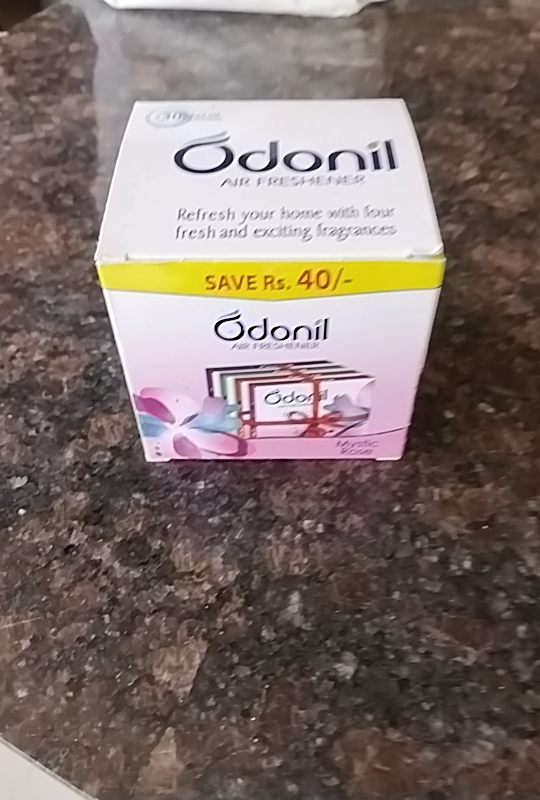 Odonil
AIR FRESHENER
Refresh your home with four
fresh and exciting fragrances
SAVE Rs. 40/-
Odonil
AIR FRESHENER
Odonil
Mystic
Rose